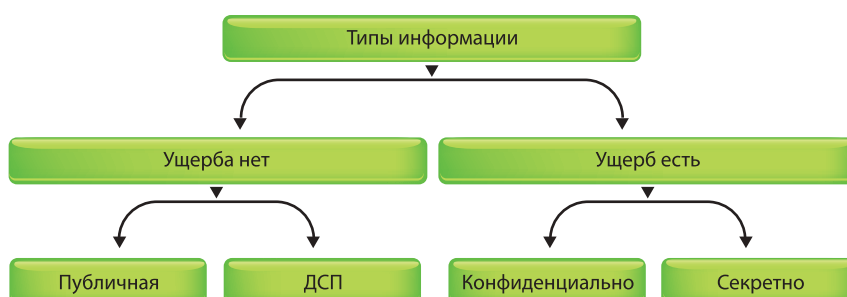 Типы информации
Ущерба нет
Ущерб есть
Публичная
ДСП
Конфиденциально
Секретно